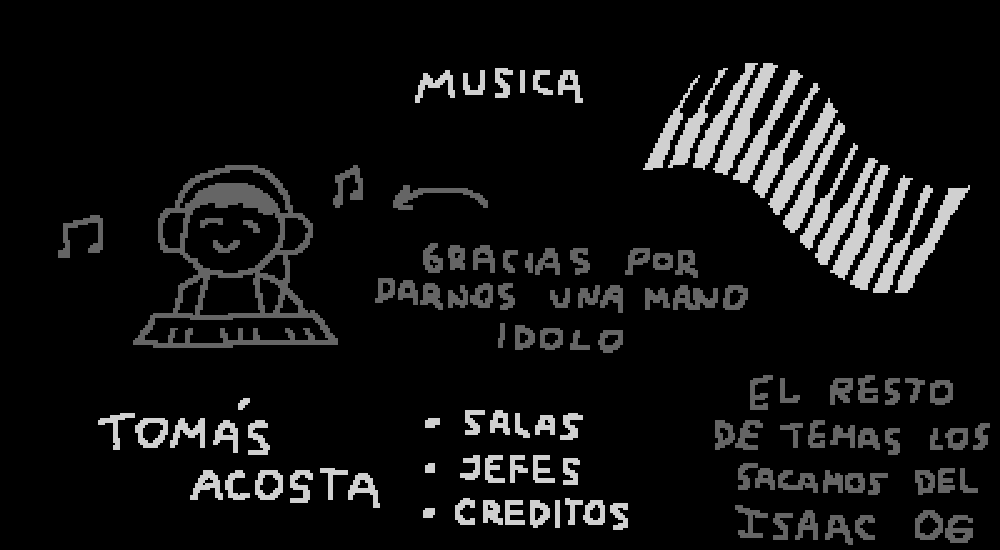 MUSICA
GRACIAS POR
DARNOS UNA MANO
IDOLO
TOMÁS
ACOSTA
• SALAS
• JEFES
• CREDITOS
EL RESTO
DE TEMAS LOS
SACAMOS DEL
ISAAC OG